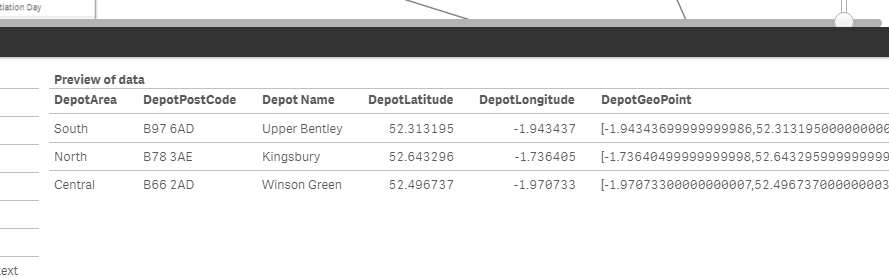 tiation Day
Preview of data
DepotArea DepotPostCode Depot Name DepotLatitude DepotLongitude DepotGeoPoint
South B97 6AD Upper Bentley 52.313195 -1.943437 [-1.94343699999999986,52.313195000000000
North B78 3AE Kingsbury 52.643296 -1.736405 [-1.73640499999999998,52.643295999999999
Central B66 2AD Winson Green 52.496737 -1.970733 [-1.97073300000000007,52.496737000000003
ext